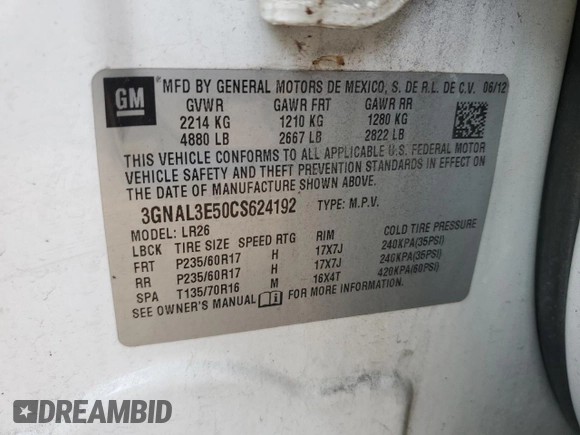 GM
MFD BY GENERAL MOTORS DE MEXICO, S. DE R.L. DE C.V. 06/12
GVWR GAWR FRT GAWR RR
2214 KG 1210 KG 1280 KG
4880 LB 2667 LB 2822 LB
THIS VEHICLE CONFORMS TO ALL APPLICABLE U.S. FEDERAL MOTOR
VEHICLE SAFETY AND THEFT PREVENTION STANDARDS IN EFFECT ON
THE DATE OF MANUFACTURE SHOWN ABOVE.
3GNAL3E50CS624192 TYPE: M.P.V.
MODEL: LR26
LBCK TIRE SIZE SPEED RTG RIM COLD TIRE PRESSURE
FRT P235/60R17 H 17X7J 240KPA(35PSI)
RR P235/60R17 H 17X7J 240KPA(35PSI)
SPA T135/70R16 M 16X4T 420KPA(60PSI)
SEE OWNER'S MANUAL FOR MORE INFORMATION.
DREAMBID